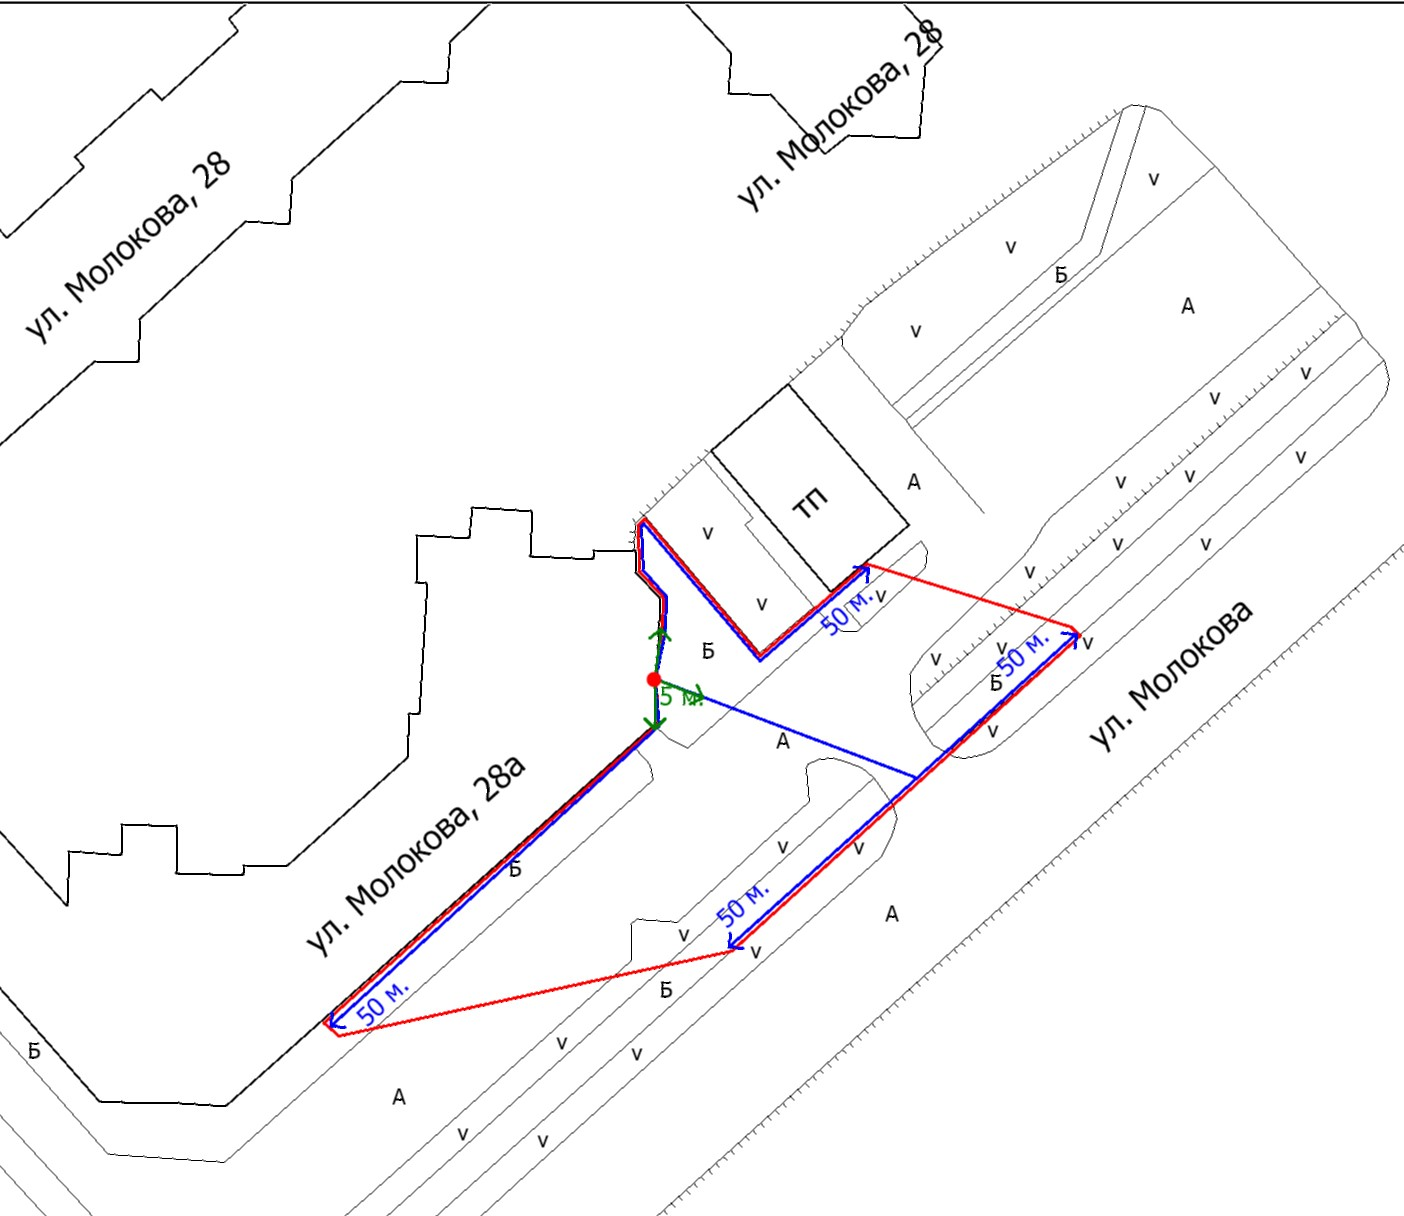 ул. Молокова, 28
ул. Молокова, 28
v
v
Б
А
v
v
v
А
v
ТП
v
v
v
v
v
v
v
50 м.
v
Б
v
50 м.
v
v
Б
ул. Молокова
5 м.
v
А
ул. Молокова, 28а
v
v
Б
50 м.
А
v
v
Б
50 м.
Б
v
v
А
v
v